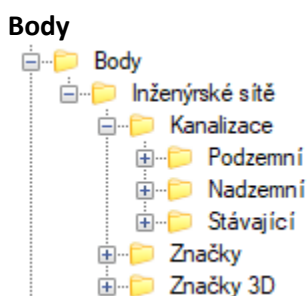 Body
Body
Inženýrské sítě
Kanalizace
Podzemní
Nadzemní
Stávající
Značky
Značky 3D